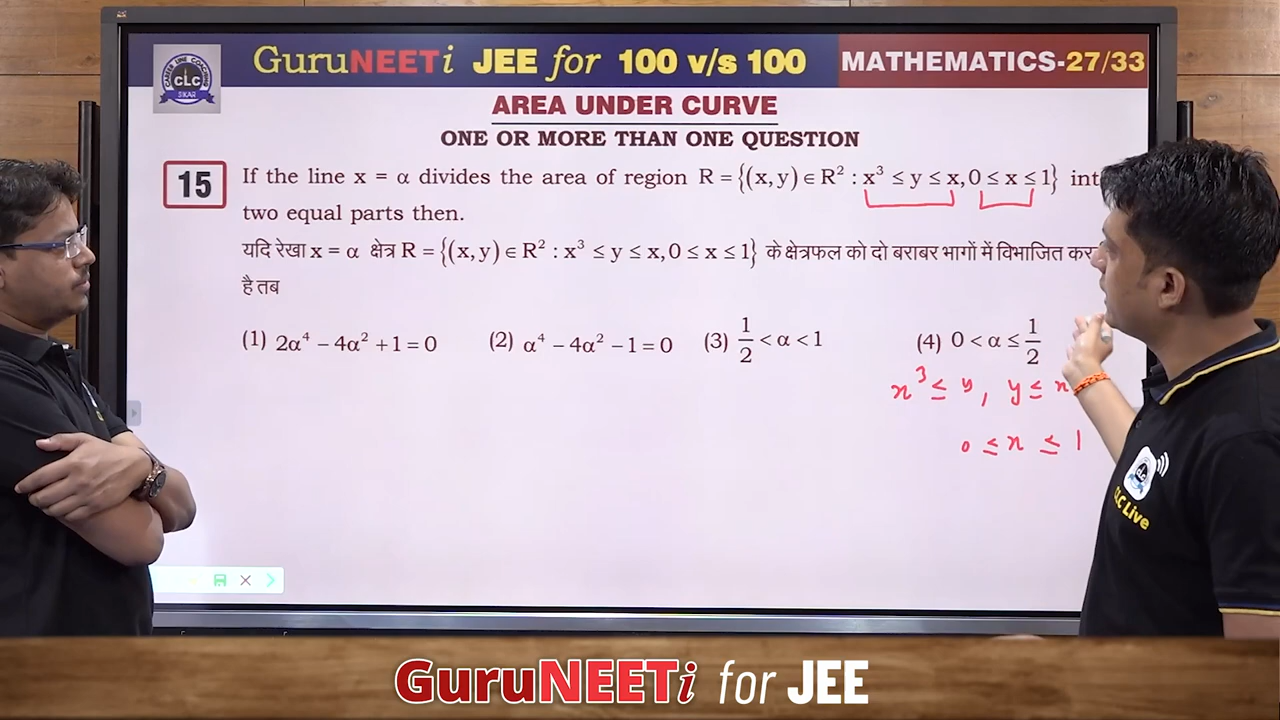 GuruNEETi JEE for 100 v/s 100 MATHEMATICS-27/33
CLC
SIKAR
AREA UNDER CURVE
ONE OR MORE THAN ONE QUESTION
15 If the line x = α divides the area of region R = {(x, y) ∈ R² : x³ ≤ y ≤ x, 0 ≤ x ≤ 1}
two equal parts then.
यदि रेखा x = α क्षेत्र R = {(x, y) ∈ R² : x³ ≤ y ≤ x, 0 ≤ x ≤ 1} के क्षेत्रफल को दो बराबर भागों में विभाजित
है तब
(1) 2α⁴ − 4α² + 1 = 0 (2) α⁴ − 4α² − 1 = 0 (3) 1/2 < α < 1 (4) 0 < α ≤ 1/2
x³ ≤ y, y ≤ x
0 ≤ x ≤ 1
CLC
CLC Live
GuruNEETi for JEE